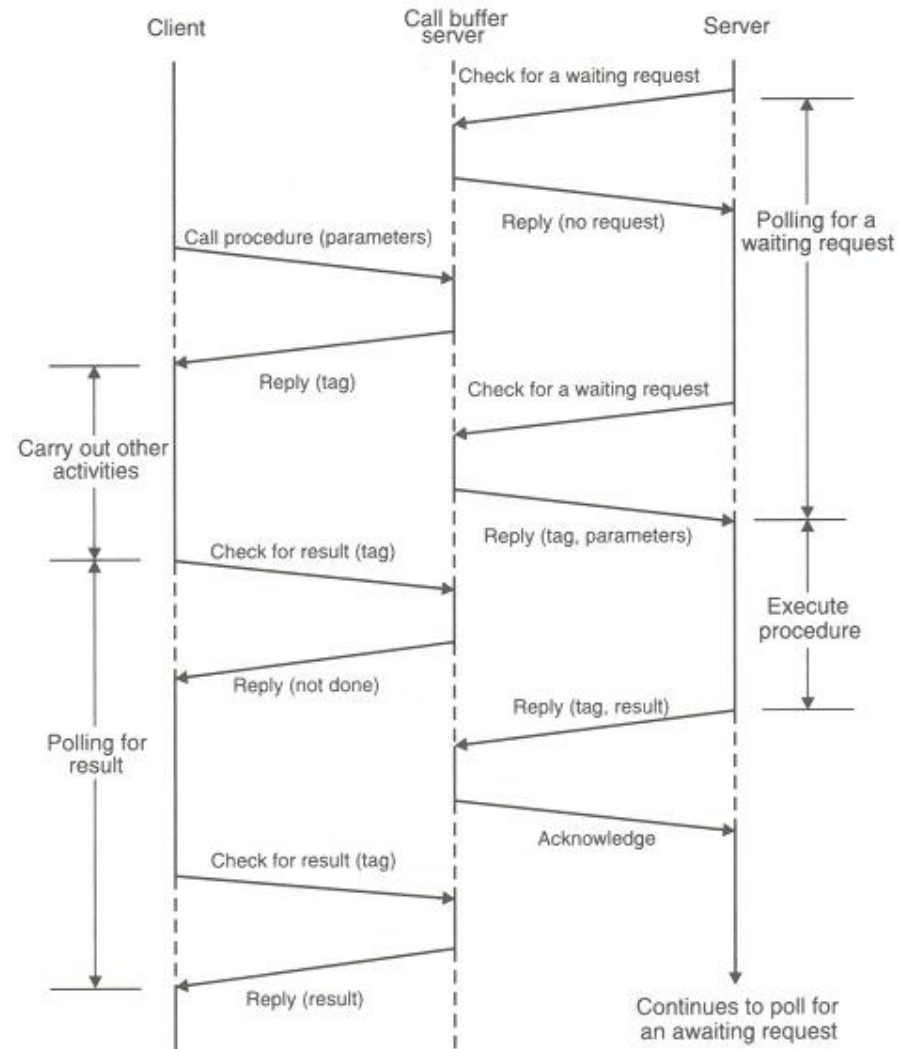 Client
Call buffer
server
Server
Check for a waiting request
Reply (no request)
Polling for a
waiting request
Call procedure (parameters)
Reply (tag)
Check for a waiting request
Carry out other
activities
Reply (tag, parameters)
Check for result (tag)
Execute
procedure
Reply (not done)
Reply (tag, result)
Polling for
result
Acknowledge
Check for result (tag)
Reply (result)
Continues to poll for
an awaiting request